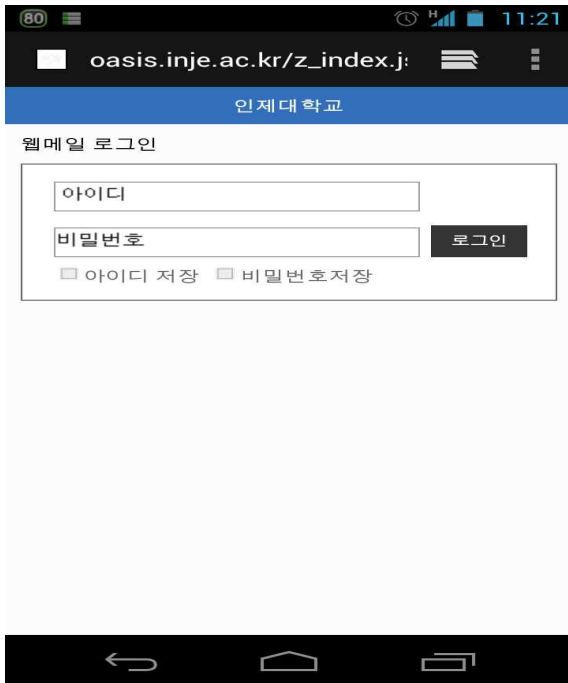 80 H 11:21
oasis.inje.ac.kr/z_index.j
인제대학교
웹메일 로그인
아이디
비밀번호 로그인
아이디 저장 비밀번호저장